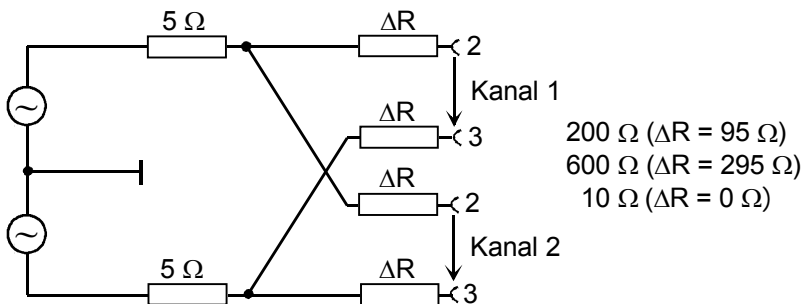 5 Ω
ΔR
2
Kanal 1
ΔR
3
200 Ω (ΔR = 95 Ω)
600 Ω (ΔR = 295 Ω)
10 Ω (ΔR = 0 Ω)
ΔR
2
Kanal 2
5 Ω
ΔR
3